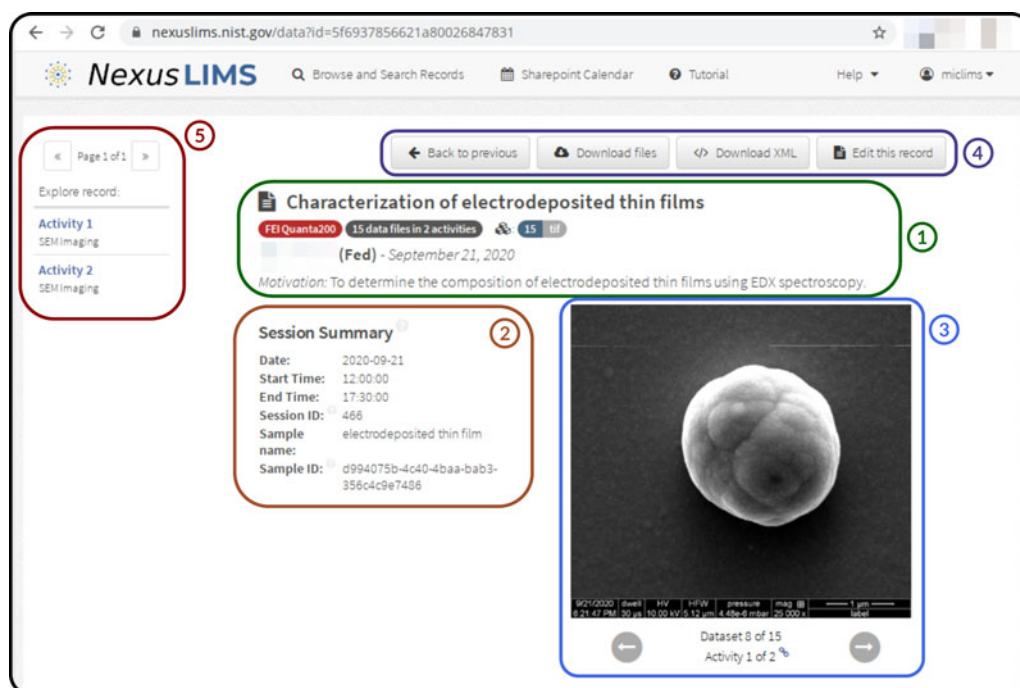 nexuslims.nist.gov/data?id=5f6937856621a80026847831
NexusLIMS Browse and Search Records Sharepoint Calendar Tutorial Help miclims
5
« Page 1 of 1 »
Explore record:
Activity 1
SEM Imaging
Activity 2
SEM Imaging
Back to previous Download files </> Download XML Edit this record 4
Characterization of electrodeposited thin films
FEI Quanta200 15 data files in 2 activities : 15 tif
1
(Fed) - September 21, 2020
Motivation: To determine the composition of electrodeposited thin films using EDX spectroscopy.
Session Summary ?
2
Date: 2020-09-21
Start Time: 12:00:00
End Time: 17:30:00
Session ID: ? 466
Sample name: electrodeposited thin film
Sample ID: ? d994075b-4c40-4baa-bab3-
356c4c9e7486
3
9/21/2020 dwell HV HFW pressure mag 1 µm
6:21:47 PM 30 µs 10.00 kV 5.12 µm 4.48e-6 mbar 25 000 x label
Dataset 8 of 15
Activity 1 of 2